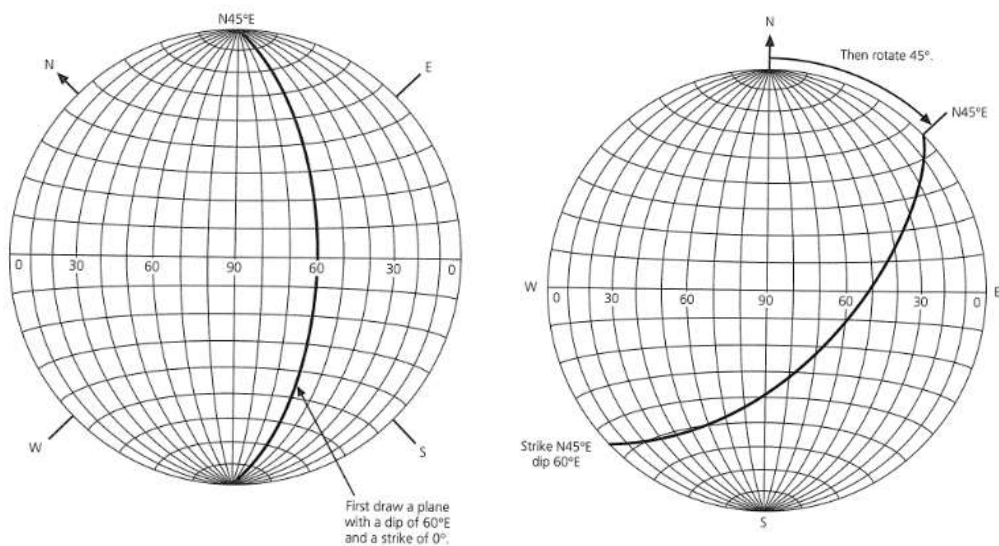 N45°E
N
E
0 30 60 90 60 30 0
W
S
First draw a plane
with a dip of 60°E
and a strike of 0°.
N
Then rotate 45°.
N45°E
W
0 30 60 90 60 30 0
E
Strike N45°E
dip 60°E
S